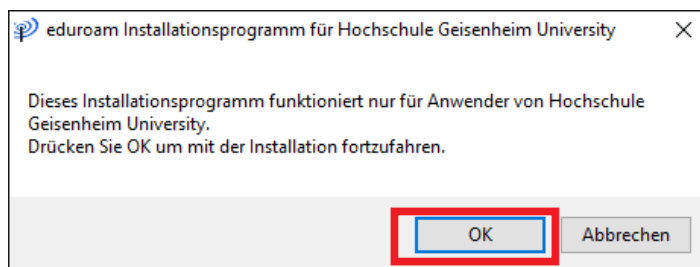 eduroam Installationsprogramm für Hochschule Geisenheim University
Dieses Installationsprogramm funktioniert nur für Anwender von Hochschule
Geisenheim University.
Drücken Sie OK um mit der Installation fortzufahren.
OK
Abbrechen